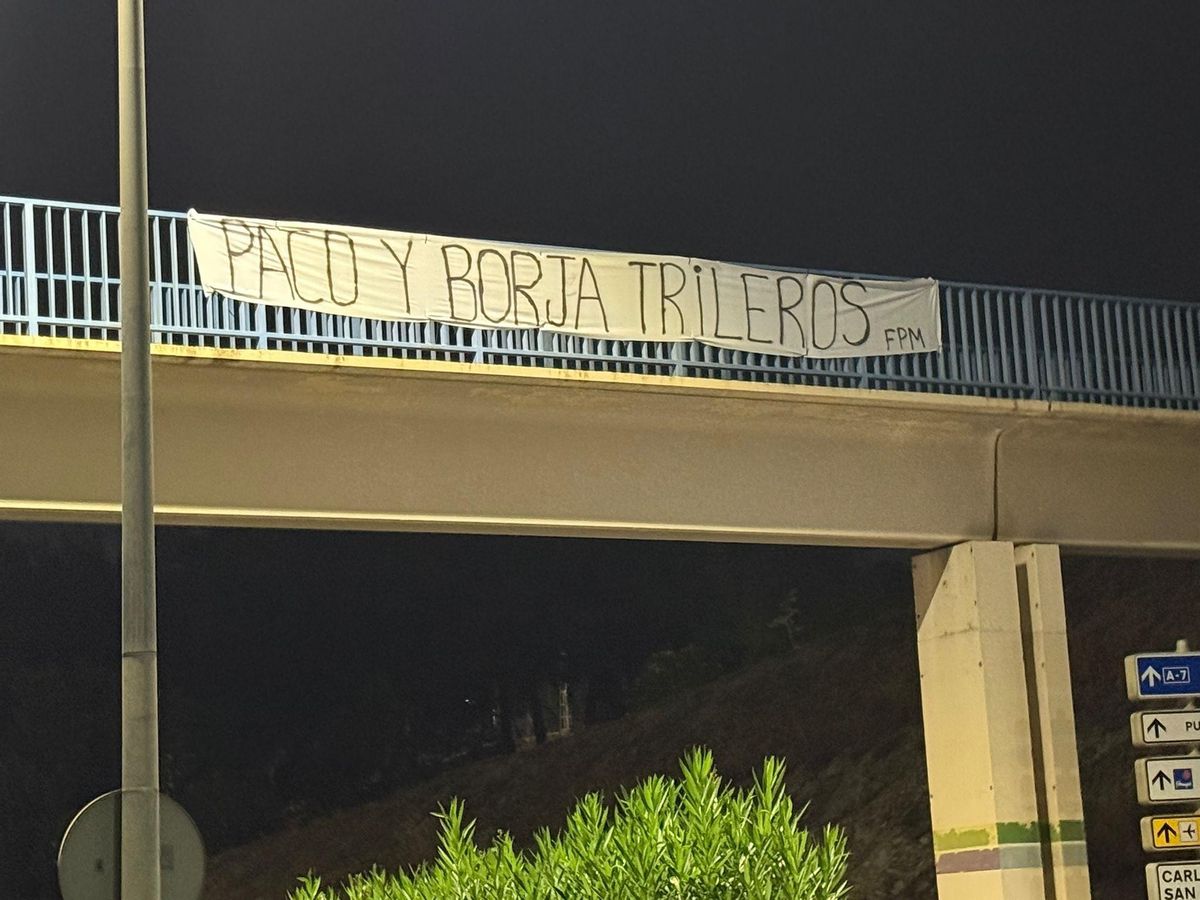 PACO Y BORJA TRiLEROS
FPM
A-7